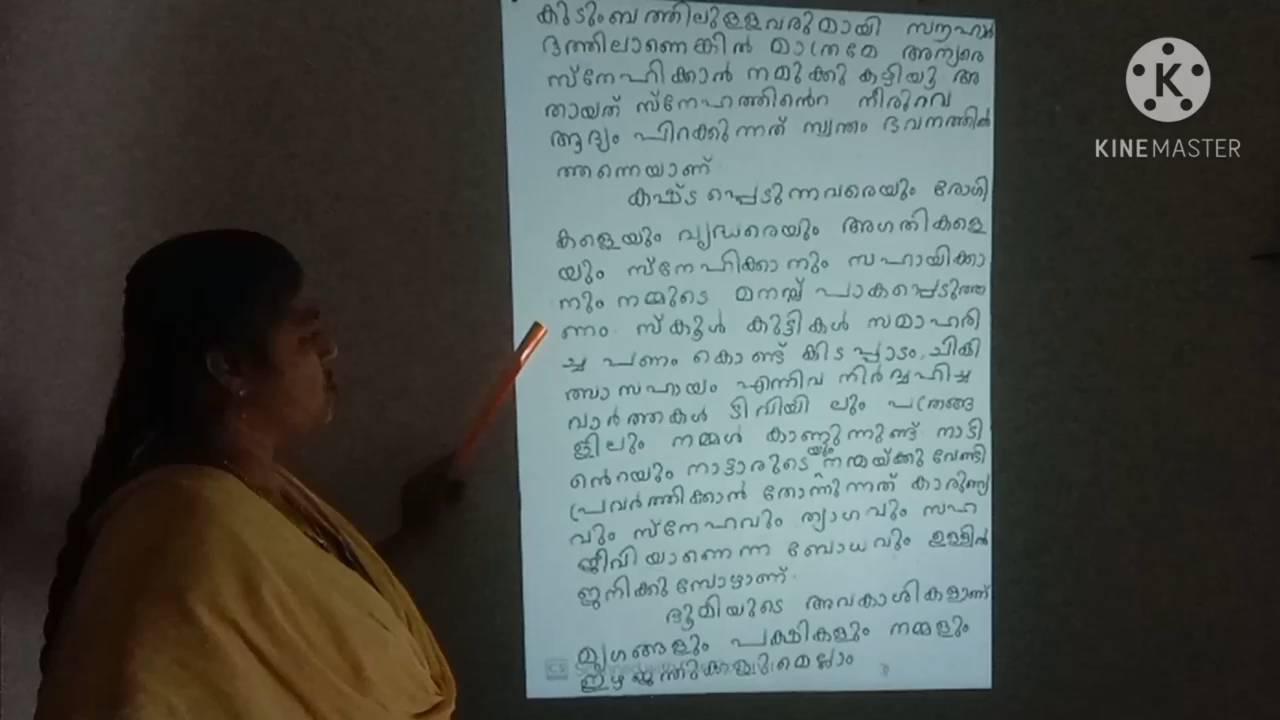 കുടുംബത്തിലുള്ളവരുമായി സൗഹാർ
ദത്തിലാണെങ്കിൽ മാത്രമേ അന്യരെ
സ്നേഹിക്കാൻ നമുക്കു കഴിയൂ അ
തായത് സ്നേഹത്തിൻെറ നീരുറവ
ആദ്യം പിറക്കുന്നത് സ്വന്തം ഭവനത്തിൽ
ത്തന്നെയാണ്
കഷ്ടപ്പെടുന്നവരെയും രോഗി
കളെയും വൃദ്ധരെയും അഗതികളെ
യും സ്നേഹിക്കാനും സഹായിക്കാ
നും നമ്മുടെ മനസ്സ് പാകപ്പെടുത്ത
ണം. സ്കൂൾ കുട്ടികൾ സമാഹരി
ച്ച പണം കൊണ്ട് കിടപ്പാടം, ചികി
ത്സാസഹായം എന്നിവ നിർവ്വഹിച്ച
വാർത്തകൾ ടിവിയിലും പത്രങ്ങ
ളിലും നമ്മൾ കാണുന്നുണ്ട് നാടി
ൻെറയും നാട്ടാരുടെയും നന്മയ്ക്കു വേണ്ടി
പ്രവർത്തിക്കാൻ തോന്നുന്നത് കാരുണ്യ
വും സ്നേഹവും ത്യാഗവും സഹ
ജീവിയാണെന്ന ബോധവും ഉള്ളിൽ
ജനിക്കുമ്പോഴാണ്.
ഭൂമിയുടെ അവകാശികളാണ്
മൃഗങ്ങളും പക്ഷികളും നമ്മളും
ഇഴജന്തുക്കളുമെല്ലാം
KINEMASTER